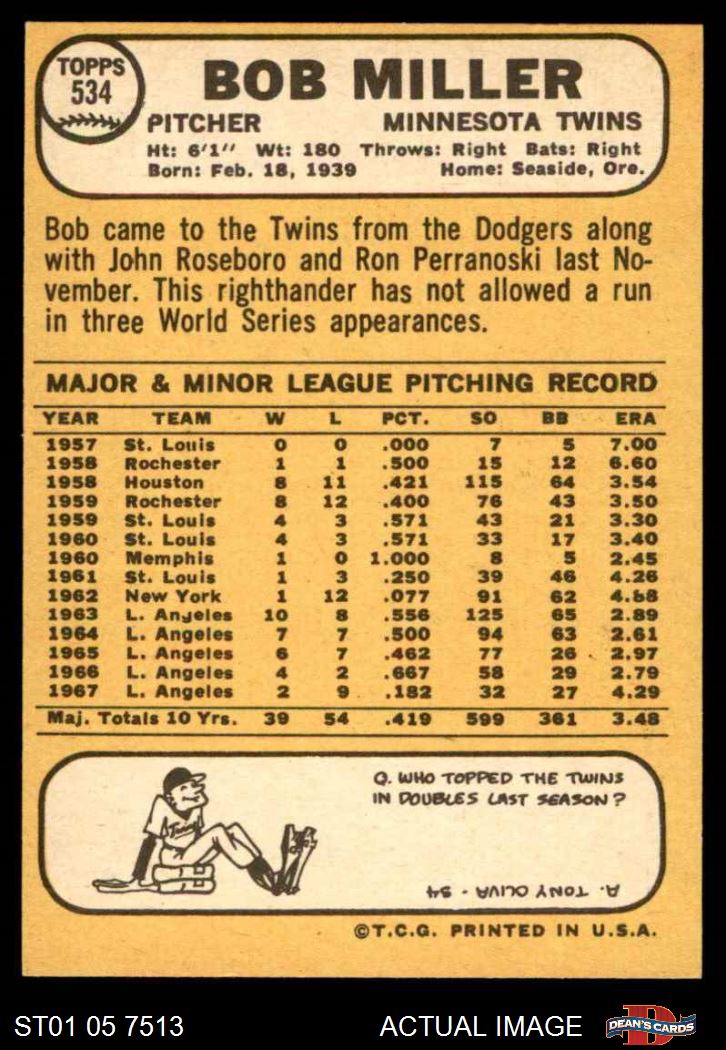 TOPPS
534
BOB MILLER
PITCHER MINNESOTA TWINS
Ht: 6'1" Wt: 180 Throws: Right Bats: Right
Born: Feb. 18, 1939 Home: Seaside, Ore.
Bob came to the Twins from the Dodgers along
with John Roseboro and Ron Perranoski last No-
vember. This righthander has not allowed a run
in three World Series appearances.
MAJOR & MINOR LEAGUE PITCHING RECORD
YEAR TEAM W L PCT. SO BB ERA
1957 St. Louis 0 0 .000 7 5 7.00
1958 Rochester 1 1 .500 15 12 6.60
1958 Houston 8 11 .421 115 64 3.54
1959 Rochester 8 12 .400 76 43 3.50
1959 St. Louis 4 3 .571 43 21 3.30
1960 St. Louis 4 3 .571 33 17 3.40
1960 Memphis 1 0 1.000 8 5 2.45
1961 St. Louis 1 3 .250 39 46 4.26
1962 New York 1 12 .077 91 62 4.88
1963 L. Angeles 10 8 .556 125 65 2.89
1964 L. Angeles 7 7 .500 94 63 2.61
1965 L. Angeles 6 7 .462 77 26 2.97
1966 L. Angeles 4 2 .667 58 29 2.79
1967 L. Angeles 2 9 .182 32 27 4.29
Maj. Totals 10 Yrs. 39 54 .419 599 361 3.48
Q. WHO TOPPED THE TWINS
IN DOUBLES LAST SEASON?
Twins
A. TONY OLIVA - 34
©T.C.G. PRINTED IN U.S.A.
ST01 05 7513 ACTUAL IMAGE DEAN'S CARDS